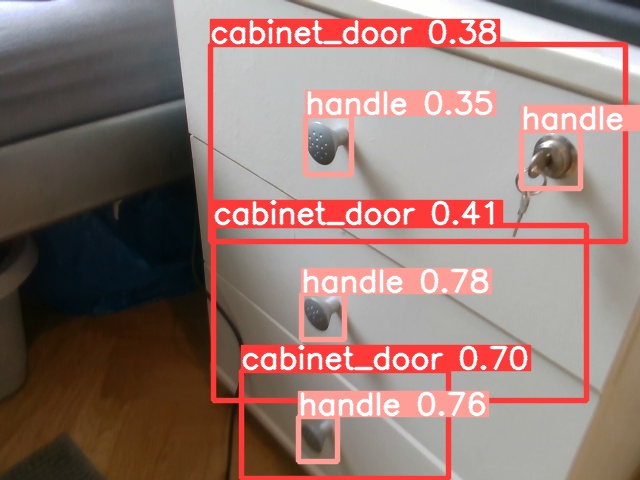 cabinet_door 0.38
handle 0.35
handle
cabinet_door 0.41
handle 0.78
cabinet_door 0.70
handle 0.76